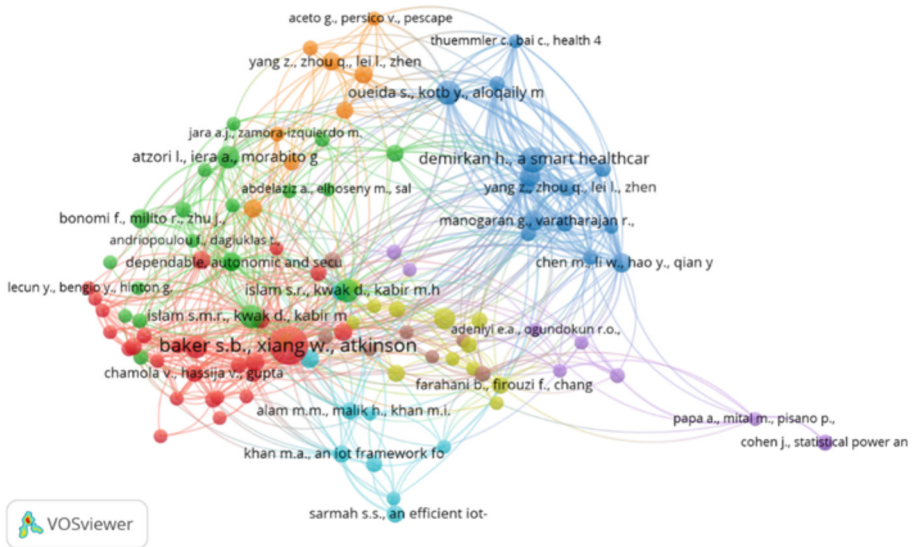 aceto g., persico v., pescape
thuemmler c., bai c., health 4
yang z., zhou q., lei l., zhen
oueida s., kotb y., aloqaily m
jara a.j., zamora-izquierdo m.
atzori l., iera a., morabito g
demirkan h., a smart healthcar
abdelaziz a., elhoseny m., sal
yang z., zhou q., lei l., zhen
bonomi f., milito r., zhu j.,
manogaran g., varatharajan r.,
andriopoulou f., dagiuklas t.,
dependable, autonomic and secu
chen m., li w., hao y., qian y
lecun y., bengio y., hinton g.
islam s.r., kwak d., kabir m.h
islam s.m.r., kwak d., kabir m
adeniyi e.a., ogundokun r.o.,
baker s.b., xiang w., atkinson
chamola v., hassija v., gupta
farahani b., firouzi f., chang
alam m.m., malik h., khan m.i.
papa a., mital m., pisano p.,
cohen j., statistical power an
khan m.a., an iot framework fo
sarmah s.s., an efficient iot-
VOSviewer